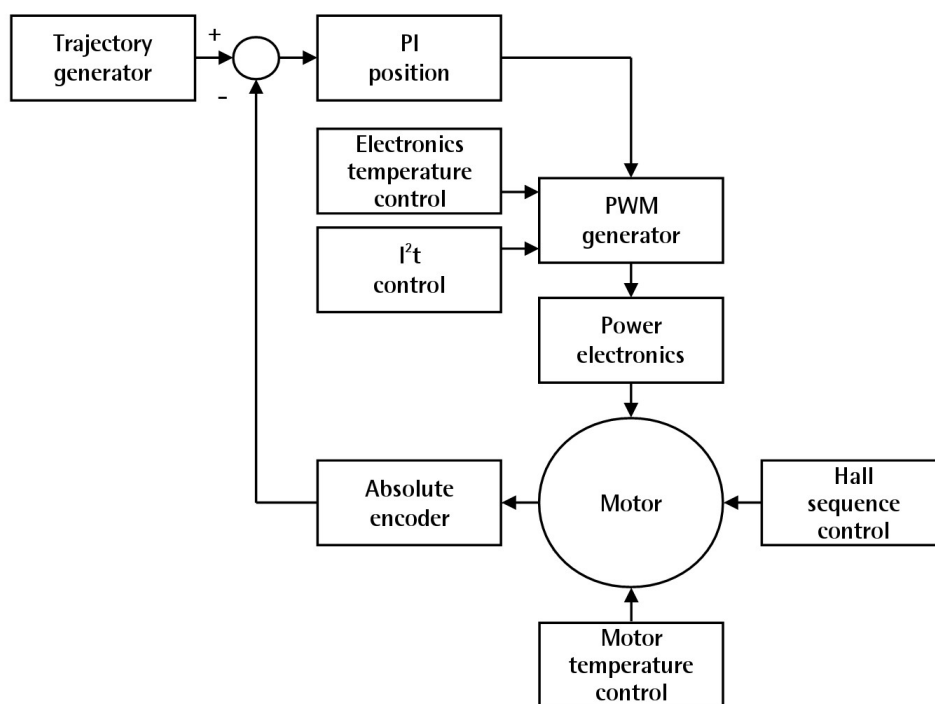 Trajectory
generator
+
−
PI
position
Electronics
temperature
control
I²t
control
PWM
generator
Power
electronics
Absolute
encoder
Motor
Hall
sequence
control
Motor
temperature
control